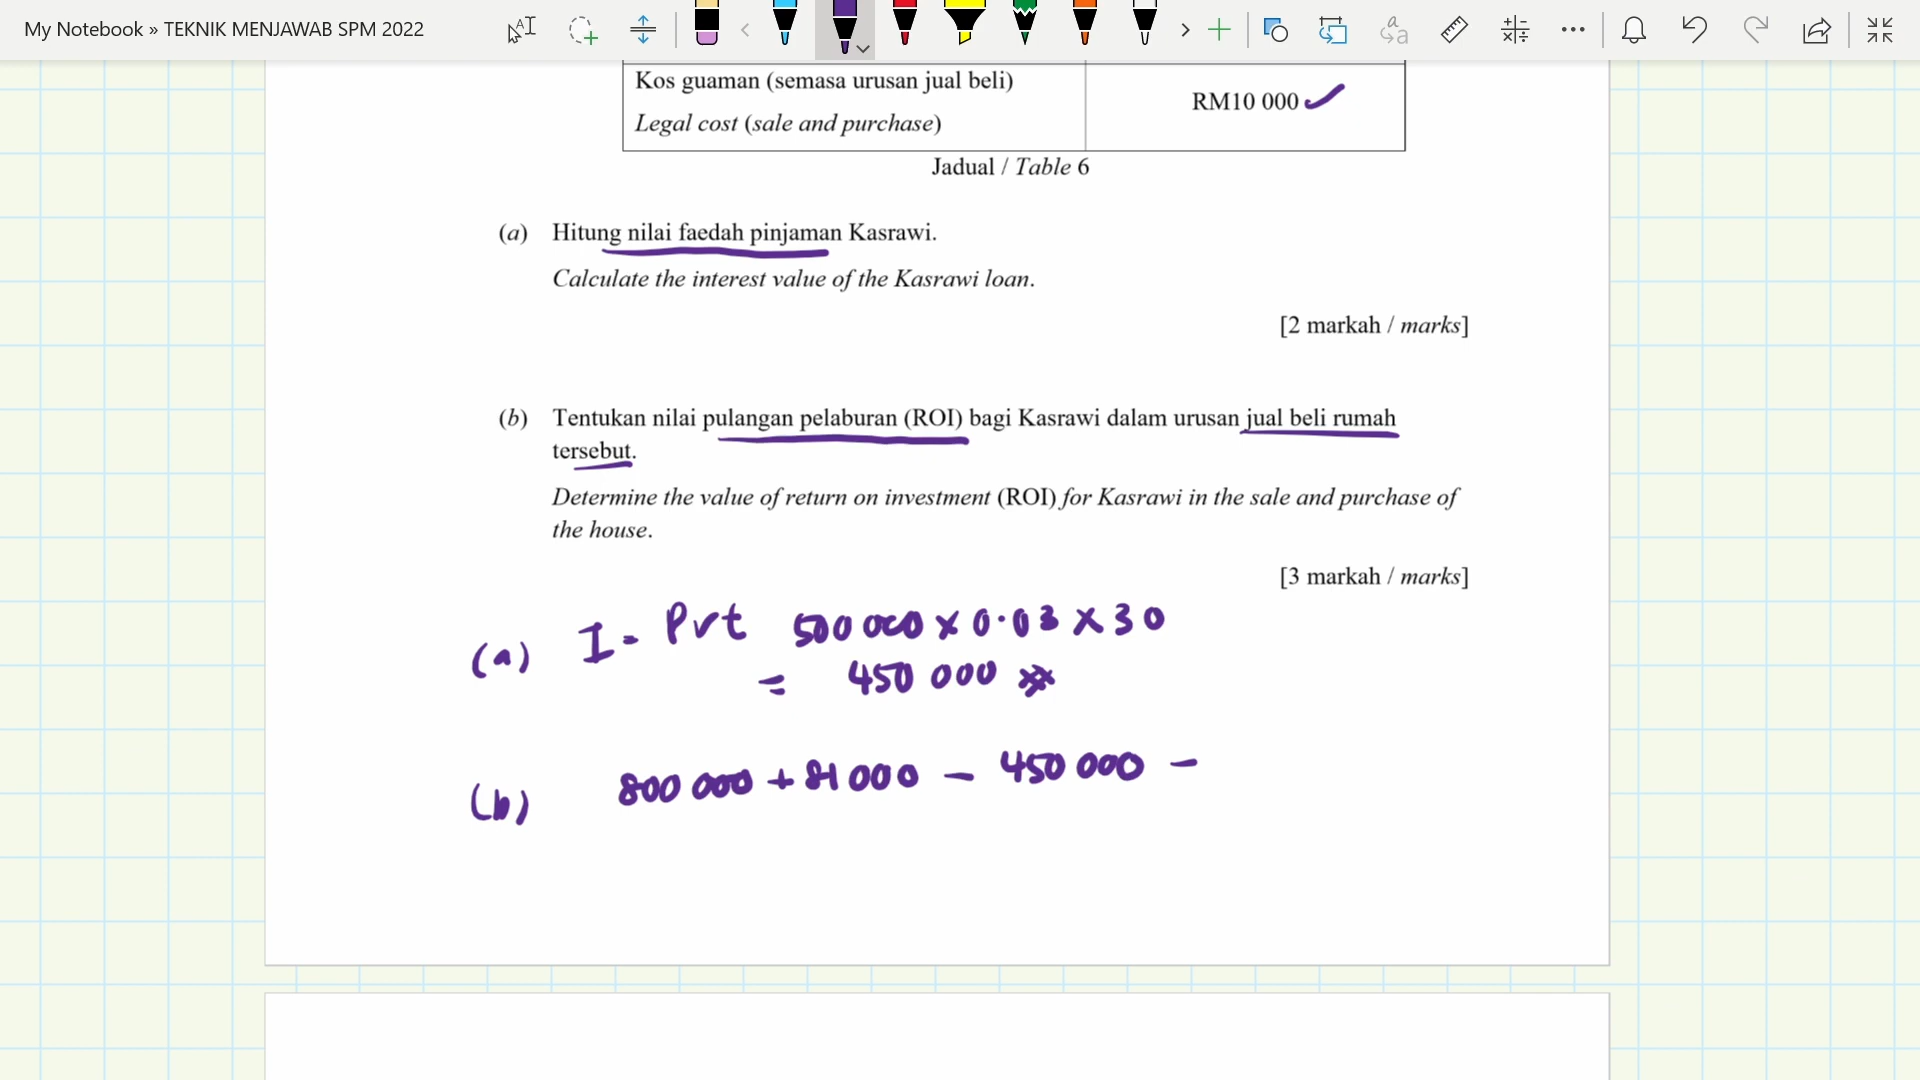 My Notebook » TEKNIK MENJAWAB SPM 2022
Kos guaman (semasa urusan jual beli)
RM10 000
Legal cost (sale and purchase)
Jadual / Table 6
(a) Hitung nilai faedah pinjaman Kasrawi.
Calculate the interest value of the Kasrawi loan.
[2 markah / marks]
(b) Tentukan nilai pulangan pelaburan (ROI) bagi Kasrawi dalam urusan jual beli rumah
tersebut.
Determine the value of return on investment (ROI) for Kasrawi in the sale and purchase of
the house.
[3 markah / marks]
(a) I = Prt 500 000 × 0.03 × 30
= 450 000
(b) 800 000 + 81 000 – 450 000 –